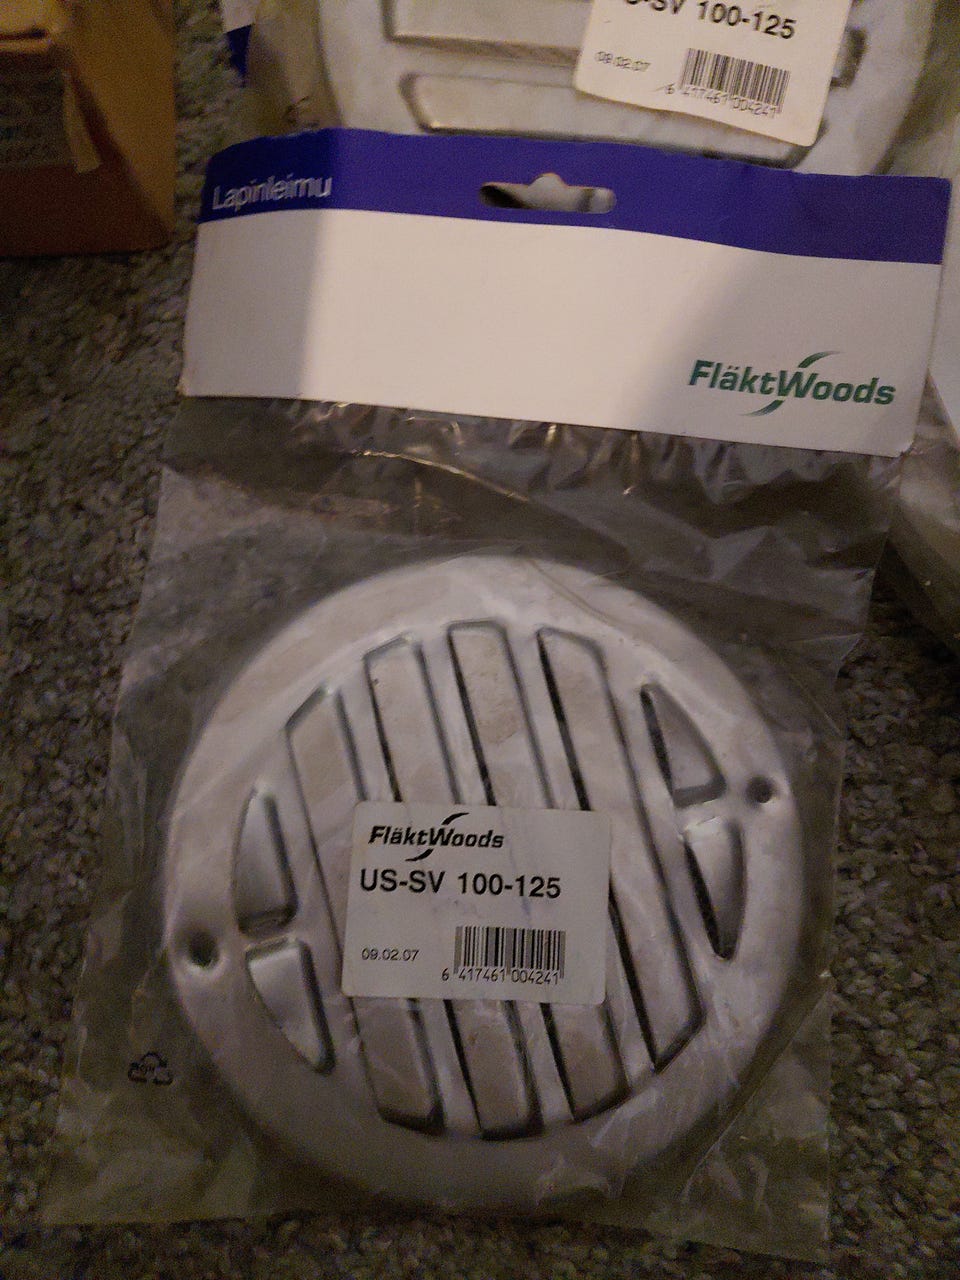 -SV 100-125
09.02.07
6 417461 004241
Lapinleimu
FläktWoods
FläktWoods
US-SV 100-125
09.02.07
6 417461 004241